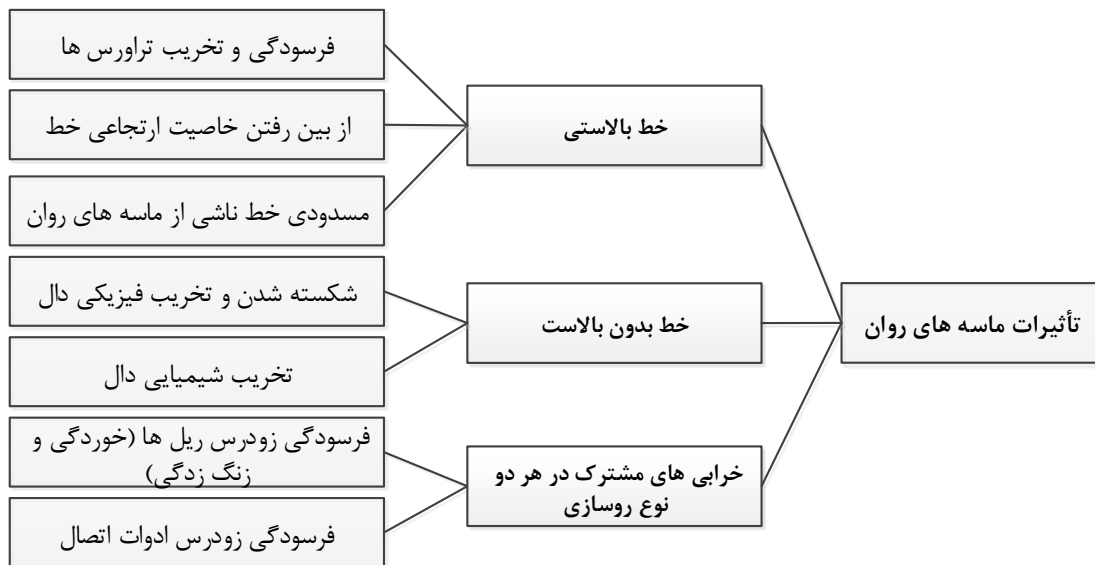 تأثیرات ماسه های روان
خط بالاستی
فرسودگی و تخریب تراورس ها
از بین رفتن خاصیت ارتجاعی خط
مسدودی خط ناشی از ماسه های روان
خط بدون بالاست
شکسته شدن و تخریب فیزیکی دال
تخریب شیمیایی دال
خرابی های مشترک در هر دو
نوع روسازی
فرسودگی زودرس ریل ها (خوردگی و
زنگ زدگی)
فرسودگی زودرس ادوات اتصال